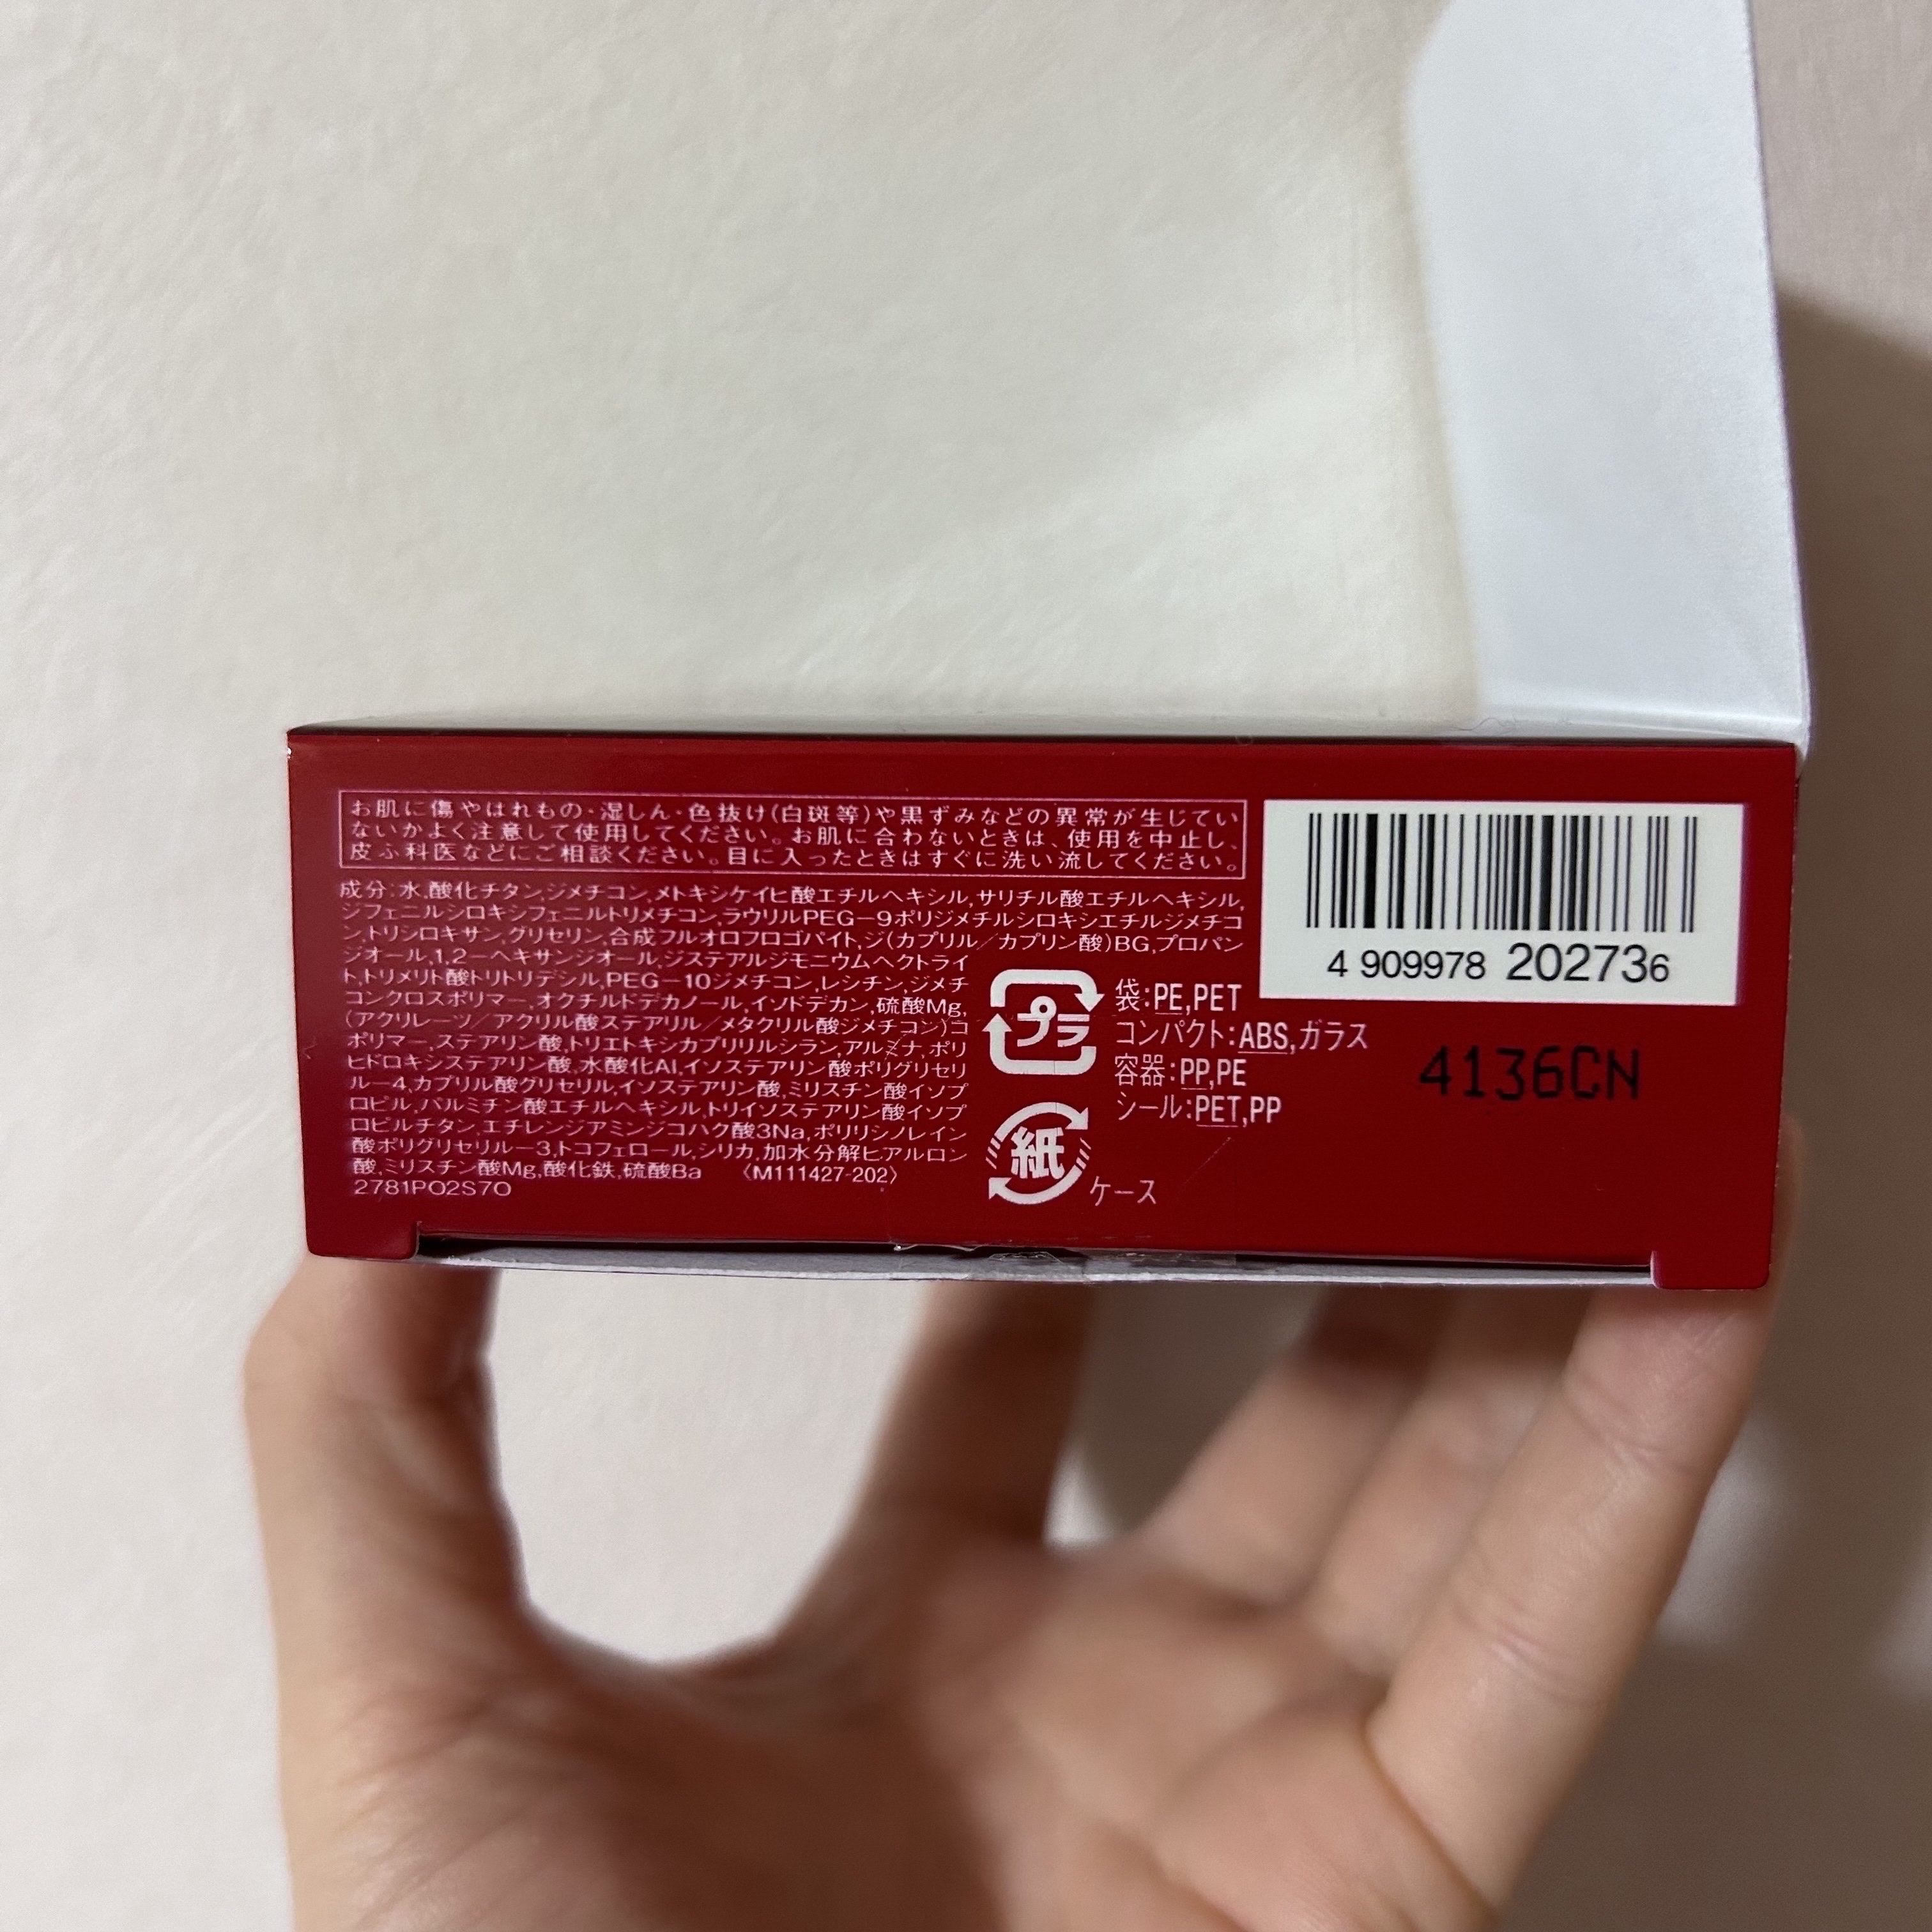 お肌に傷やはれもの・湿しん・色抜け(白斑等)や黒ずみなどの異常が生じてい
ないかよく注意して使用してください。お肌に合わないときは、使用を中止し、
皮ふ科医などにご相談ください。目に入ったときはすぐに洗い流してください。
成分:水,酸化チタン,ジメチコン,メトキシケイヒ酸エチルヘキシル,サリチル酸エチルヘキシル,
ジフェニルシロキシフェニルトリメチコン,ラウリルPEG-9ポリジメチルシロキシエチルジメチコ
ン,トリシロキサン,グリセリン,合成フルオロフロゴパイト,ジ(カプリル/カプリン酸)BG,プロパン
ジオール,1,2-ヘキサンジオール,ジステアルジモニウムヘクトライ
ト,トリメリト酸トリトリデシル,PEG-10ジメチコン,レシチン,ジメチ
コンクロスポリマー,オクチルドデカノール,イソドデカン,硫酸Mg,
(アクリレーツ/アクリル酸ステアリル/メタクリル酸ジメチコン)コ
ポリマー,ステアリン酸,トリエトキシカプリリルシラン,アルミナ,ポリ
ヒドロキシステアリン酸,水酸化Al,イソステアリン酸ポリグリセリ
ル-4,カプリル酸グリセリル,イソステアリン酸,ミリスチン酸イソプ
ロピル,パルミチン酸エチルヘキシル,トリイソステアリン酸イソプ
ロピルチタン,エチレンジアミンジコハク酸3Na,ポリリシノレイン
酸ポリグリセリル-3,トコフェロール,シリカ,加水分解ヒアルロン
酸,ミリスチン酸Mg,酸化鉄,硫酸Ba 〈M111427-202〉
2781PO2S70
プラ
袋:PE,PET
コンパクト:ABS,ガラス
容器:PP,PE
シール:PET,PP
紙
ケース
4 909978 202736
4136CN